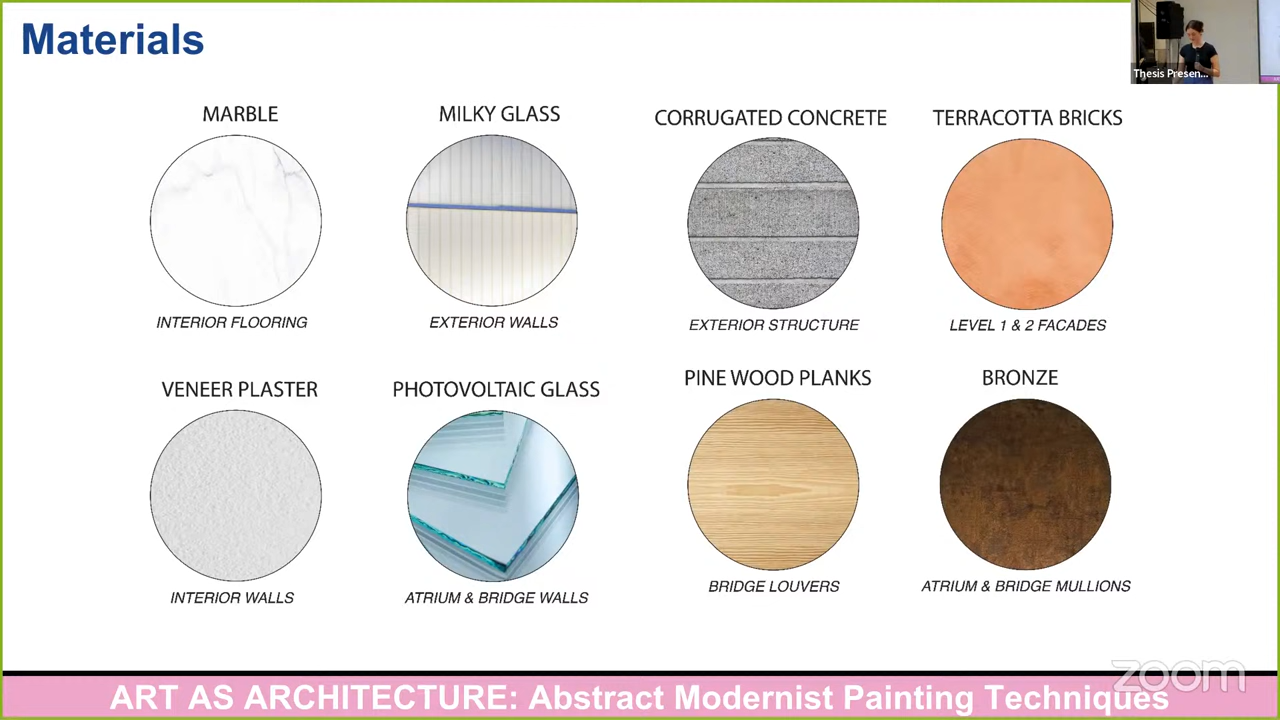 Materials
Thesis Presen...
MARBLE
MILKY GLASS
CORRUGATED CONCRETE
TERRACOTTA BRICKS
INTERIOR FLOORING
EXTERIOR WALLS
EXTERIOR STRUCTURE
LEVEL 1 & 2 FACADES
VENEER PLASTER
PHOTOVOLTAIC GLASS
PINE WOOD PLANKS
BRONZE
INTERIOR WALLS
ATRIUM & BRIDGE WALLS
BRIDGE LOUVERS
ATRIUM & BRIDGE MULLIONS
zoom
ART AS ARCHITECTURE: Abstract Modernist Painting Techniques